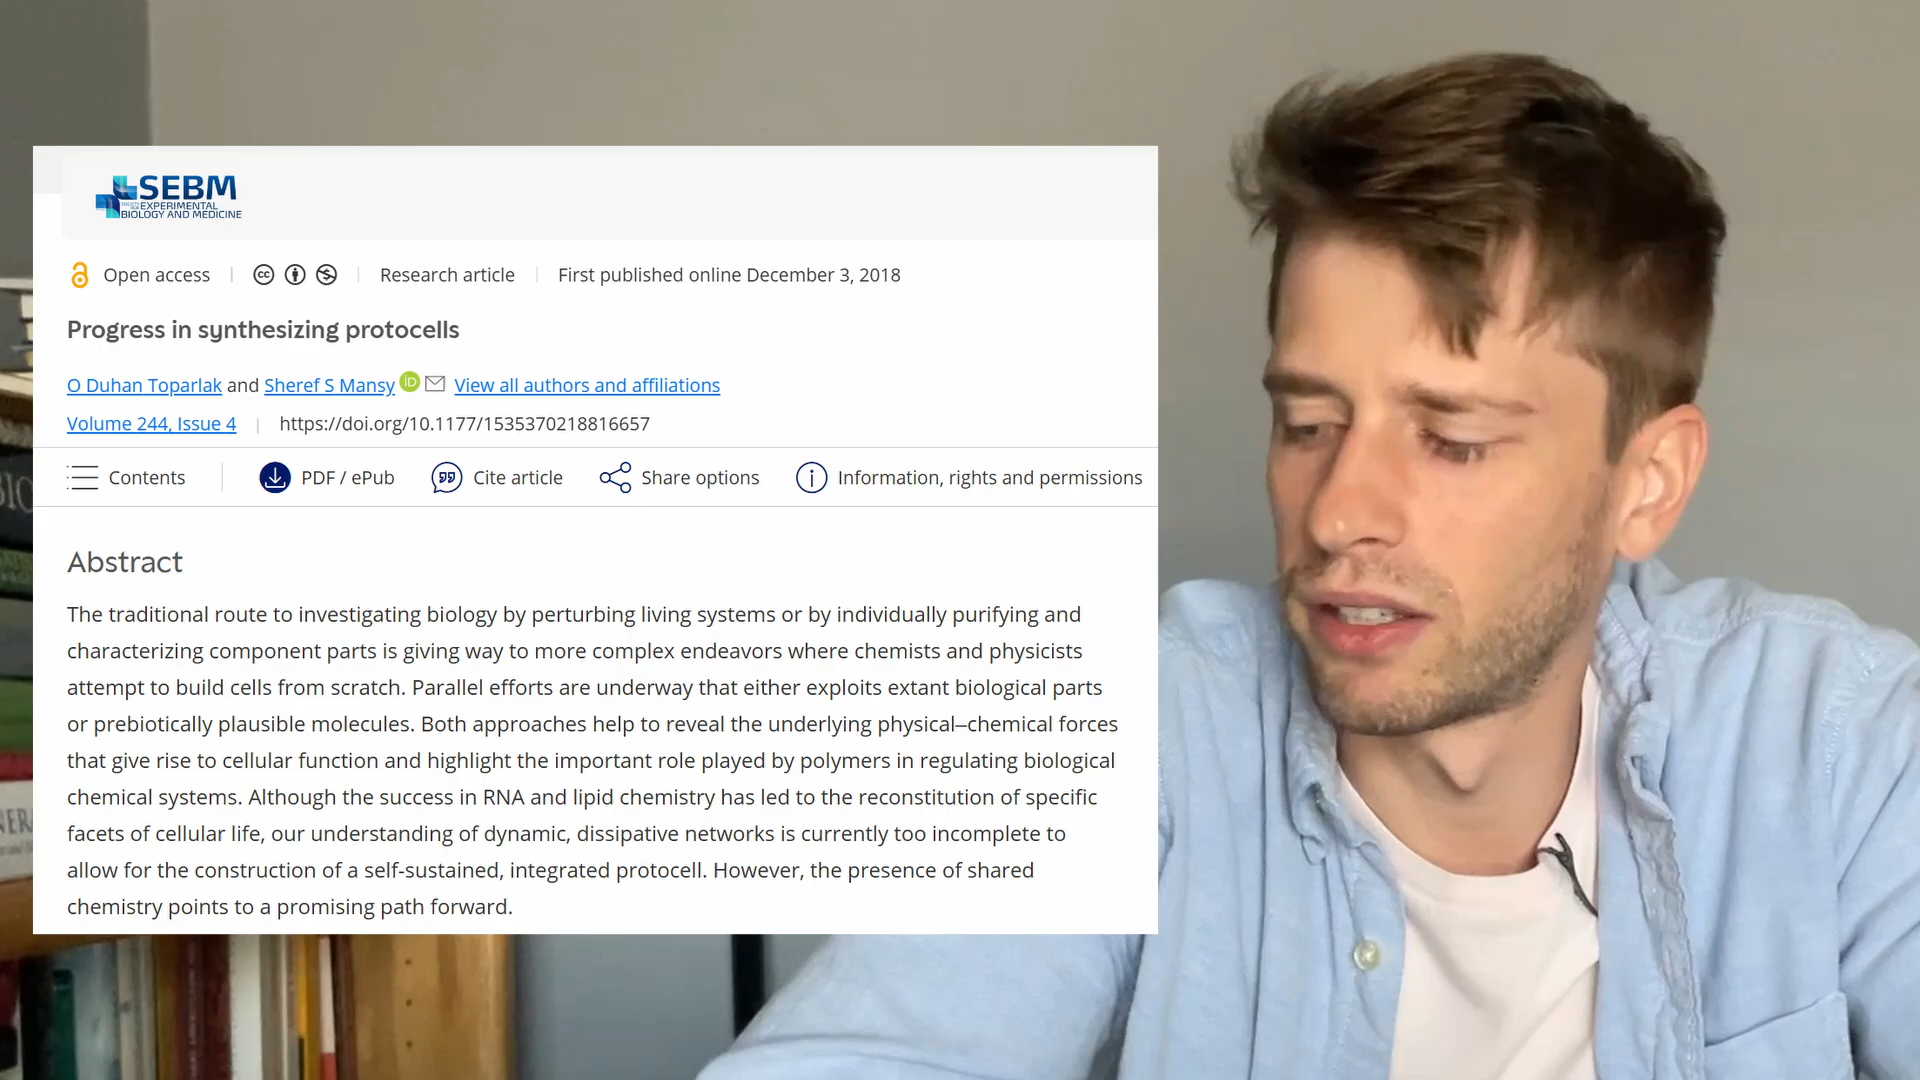 SEBM
EXPERIMENTAL
BIOLOGY AND MEDICINE
Open access | Research article | First published online December 3, 2018
Progress in synthesizing protocells
O Duhan Toparlak and Sheref S Mansy iD View all authors and affiliations
Volume 244, Issue 4 | https://doi.org/10.1177/1535370218816657
Contents | PDF / ePub Cite article Share options Information, rights and permissions
Abstract
The traditional route to investigating biology by perturbing living systems or by individually purifying and
characterizing component parts is giving way to more complex endeavors where chemists and physicists
attempt to build cells from scratch. Parallel efforts are underway that either exploits extant biological parts
or prebiotically plausible molecules. Both approaches help to reveal the underlying physical–chemical forces
that give rise to cellular function and highlight the important role played by polymers in regulating biological
chemical systems. Although the success in RNA and lipid chemistry has led to the reconstitution of specific
facets of cellular life, our understanding of dynamic, dissipative networks is currently too incomplete to
allow for the construction of a self-sustained, integrated protocell. However, the presence of shared
chemistry points to a promising path forward.